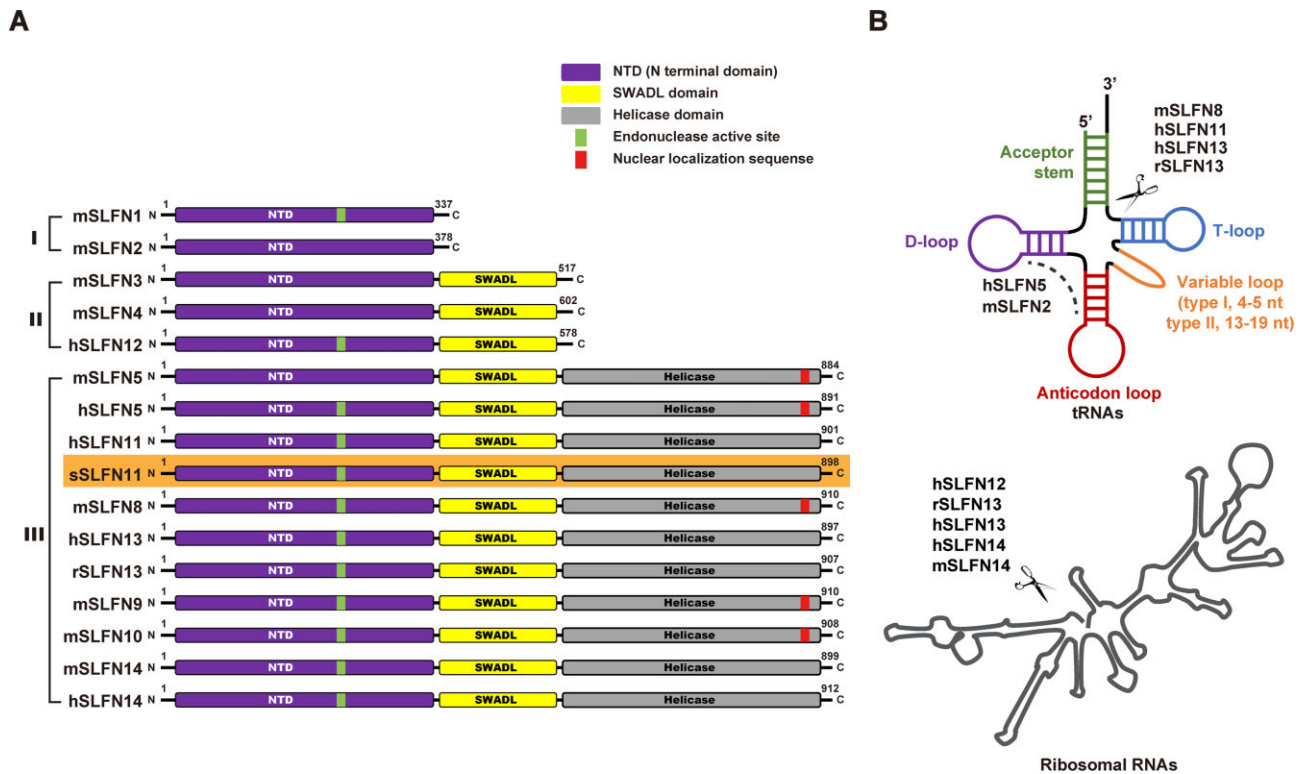 A
NTD (N terminal domain)
SWADL domain
Helicase domain
Endonuclease active site
Nuclear localization sequense
I
mSLFN1 N 1 NTD 337 C
mSLFN2 N 1 NTD 378 C
II
mSLFN3 N 1 NTD SWADL 517 C
mSLFN4 N 1 NTD SWADL 602 C
hSLFN12 N 1 NTD SWADL 578 C
III
mSLFN5 N 1 NTD SWADL Helicase 884 C
hSLFN5 N 1 NTD SWADL Helicase 891 C
hSLFN11 N 1 NTD SWADL Helicase 901 C
sSLFN11 N 1 NTD SWADL Helicase 898 C
mSLFN8 N 1 NTD SWADL Helicase 910 C
hSLFN13 N 1 NTD SWADL Helicase 897 C
rSLFN13 N 1 NTD SWADL Helicase 907 C
mSLFN9 N 1 NTD SWADL Helicase 910 C
mSLFN10 N 1 NTD SWADL Helicase 908 C
mSLFN14 N 1 NTD SWADL Helicase 899 C
hSLFN14 N 1 NTD SWADL Helicase 912 C
B
3'
5'
Acceptor
stem
mSLFN8
hSLFN11
hSLFN13
rSLFN13
D-loop
T-loop
hSLFN5
mSLFN2
Variable loop
(type I, 4-5 nt
type II, 13-19 nt)
Anticodon loop
tRNAs
hSLFN12
rSLFN13
hSLFN13
hSLFN14
mSLFN14
Ribosomal RNAs